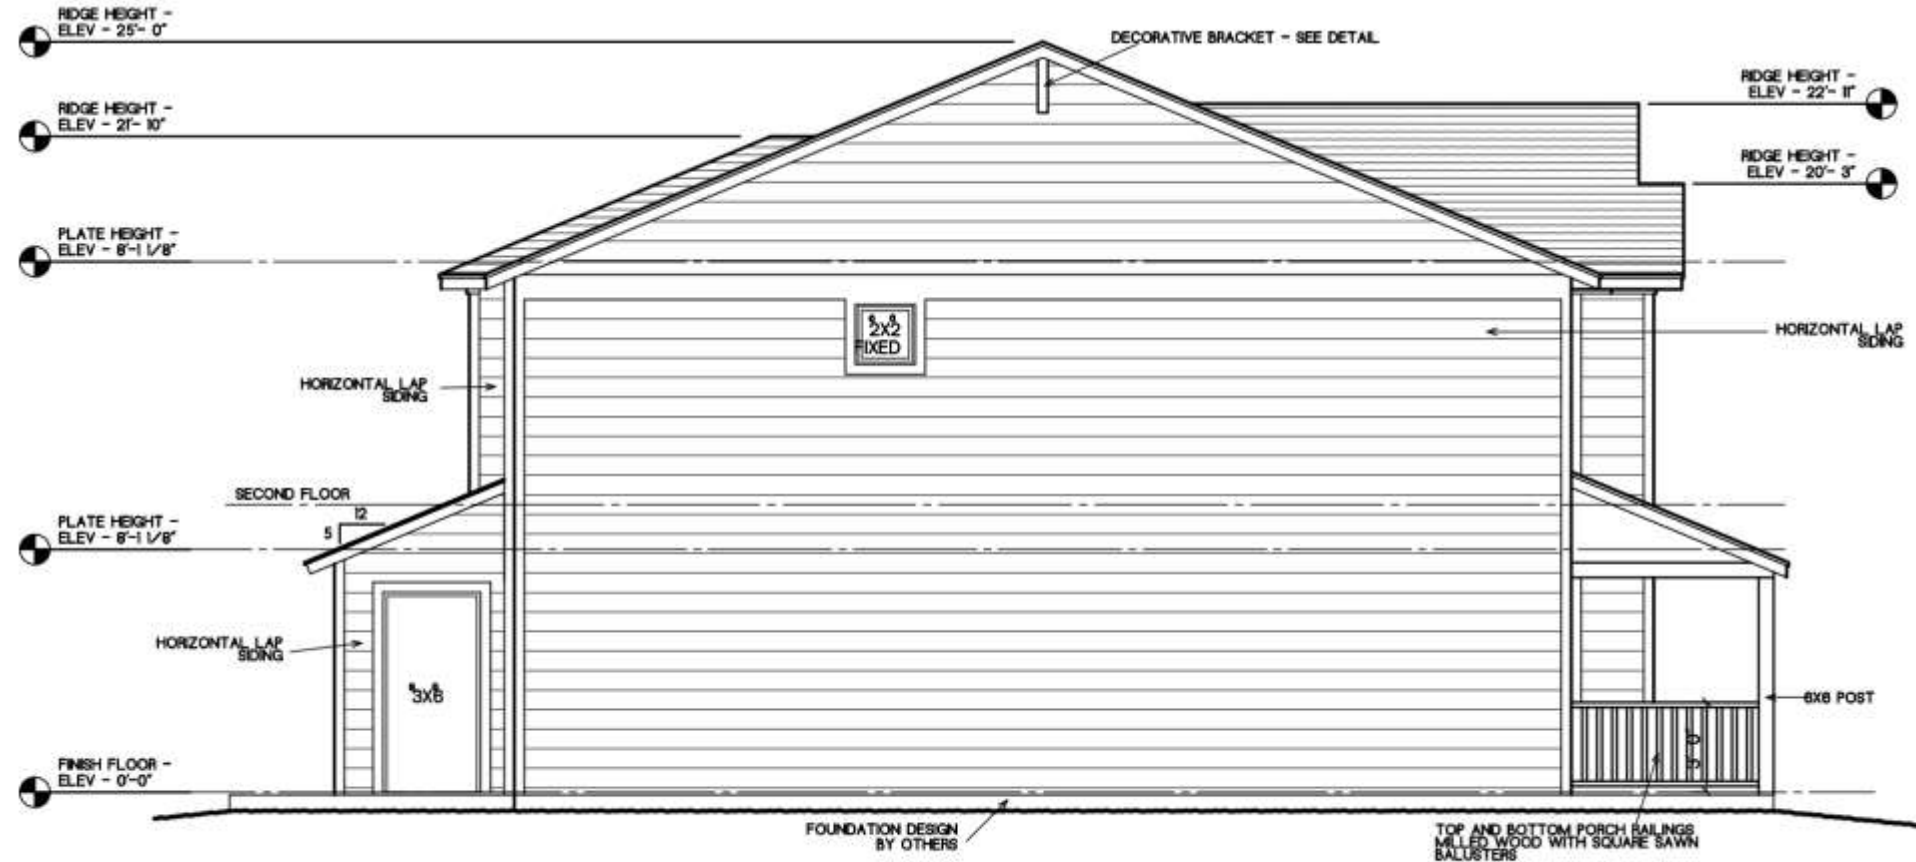 RIDGE HEIGHT -
ELEV - 25'- 0"
DECORATIVE BRACKET - SEE DETAIL
RIDGE HEIGHT -
ELEV - 22'- 11"
RIDGE HEIGHT -
ELEV - 21'- 10"
RIDGE HEIGHT -
ELEV - 20'- 3"
PLATE HEIGHT -
ELEV - 8'-1 1/8"
2X2
FIXED
HORIZONTAL LAP
SIDING
HORIZONTAL LAP
SIDING
SECOND FLOOR
12
5
PLATE HEIGHT -
ELEV - 8'-1 1/8"
HORIZONTAL LAP
SIDING
6X6 POST
3'-0"
FINISH FLOOR -
ELEV - 0'-0"
FOUNDATION DESIGN
BY OTHERS
TOP AND BOTTOM PORCH RAILINGS
MILLED WOOD WITH SQUARE SAWN
BALUSTERS